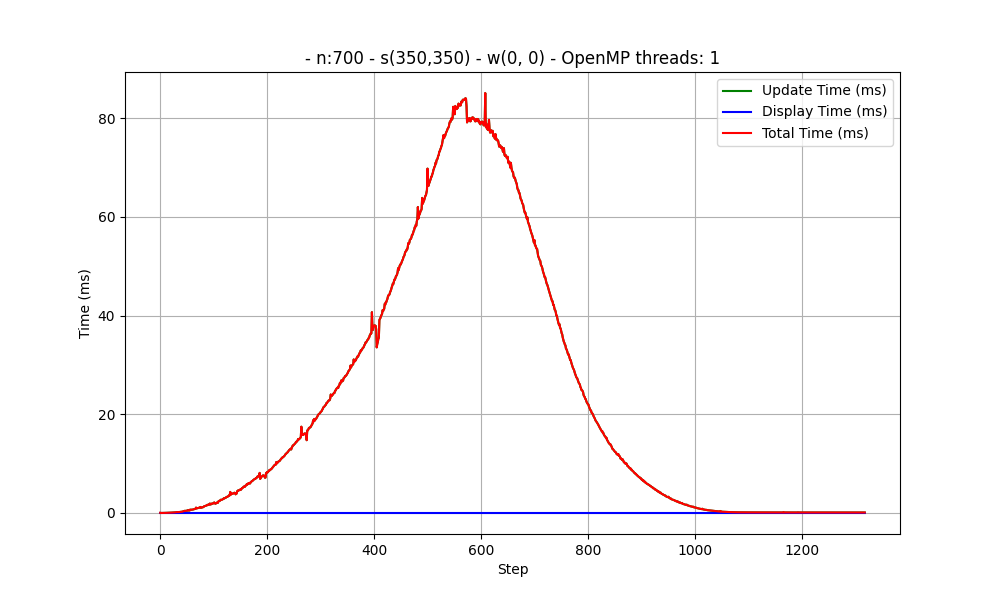 - n:700 - s(350,350) - w(0, 0) - OpenMP threads: 1
Update Time (ms)
Display Time (ms)
Total Time (ms)
Time (ms)
80
60
40
20
0
0 200 400 600 800 1000 1200
Step